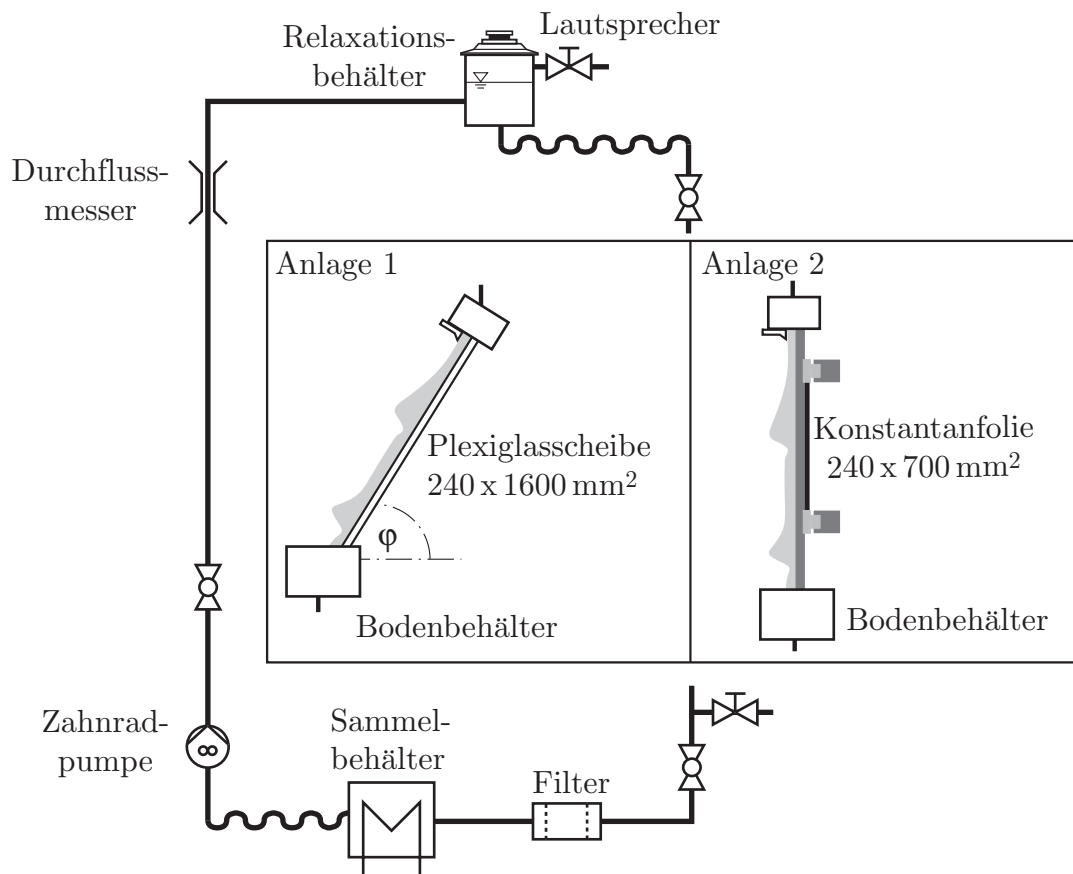 Lautsprecher
Relaxations-
behälter
Durchfluss-
messer
Anlage 1
Anlage 2
Plexiglasscheibe
240 x 1600 mm²
Konstantanfolie
240 x 700 mm²
φ
Bodenbehälter
Bodenbehälter
Zahnrad-
pumpe
Sammel-
behälter
Filter